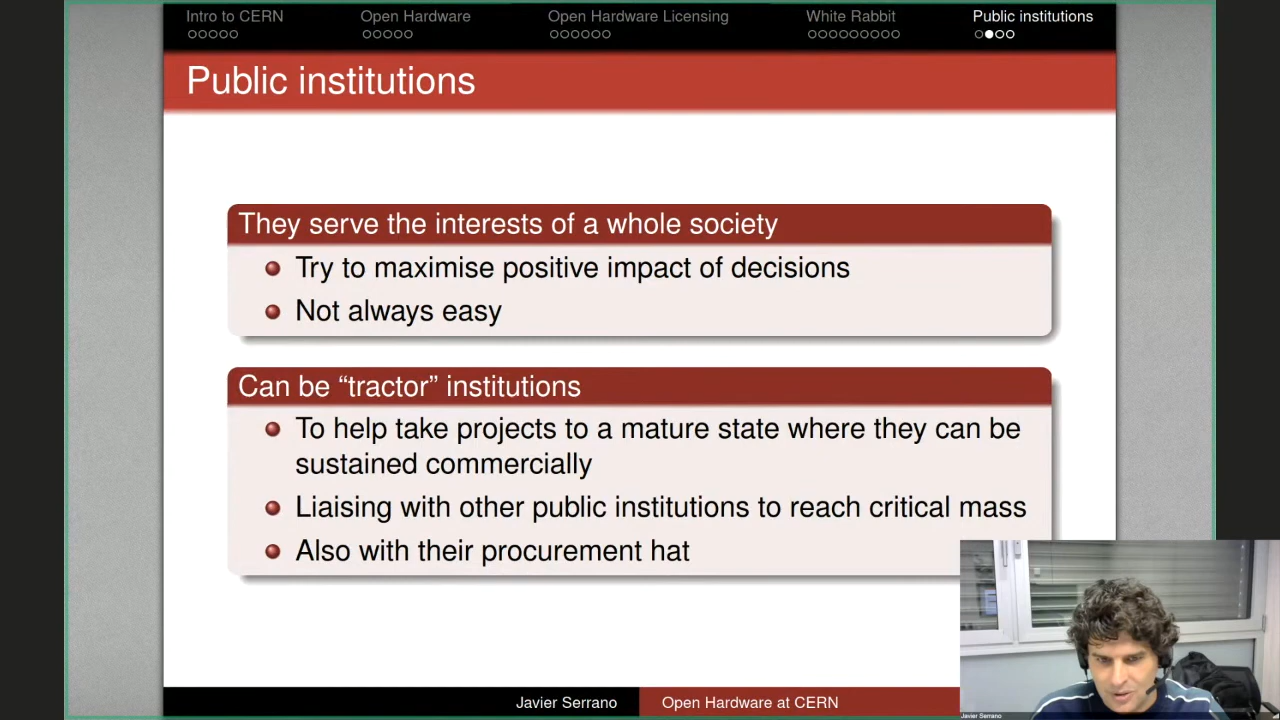 Intro to CERN
Open Hardware
Open Hardware Licensing
White Rabbit
Public institutions
Public institutions
They serve the interests of a whole society
Try to maximise positive impact of decisions
Not always easy
Can be “tractor” institutions
To help take projects to a mature state where they can be
sustained commercially
Liaising with other public institutions to reach critical mass
Also with their procurement hat
Javier Serrano
Open Hardware at CERN
Javier Serrano